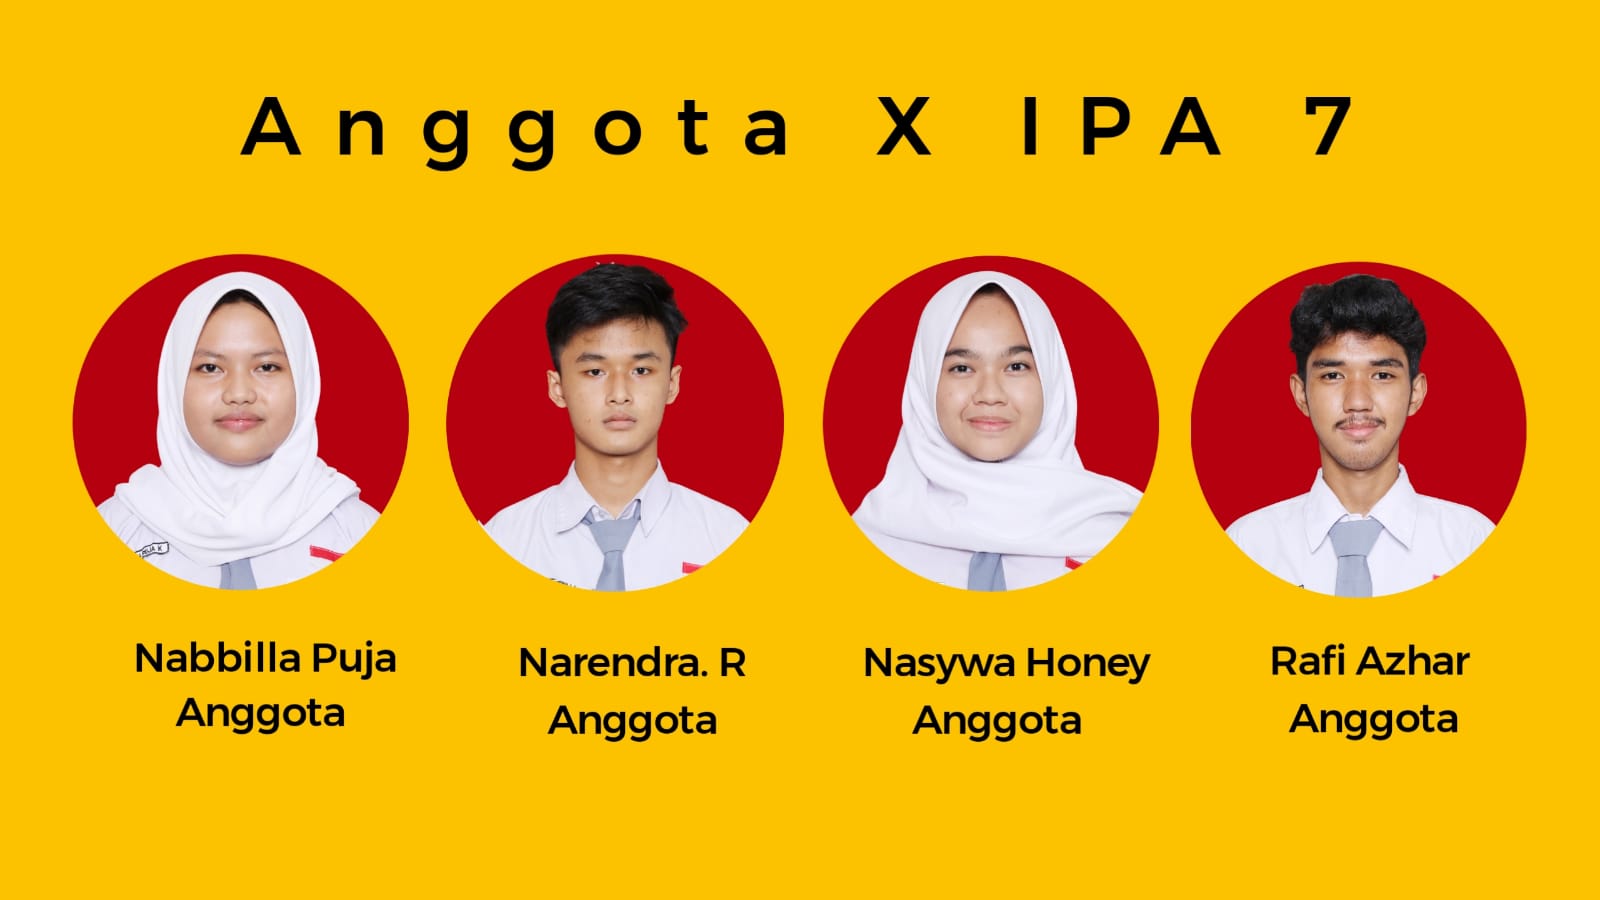 Anggota X IPA 7
Nabbilla Puja
Anggota
Narendra. R
Anggota
Nasywa Honey
Anggota
Rafi Azhar
Anggota